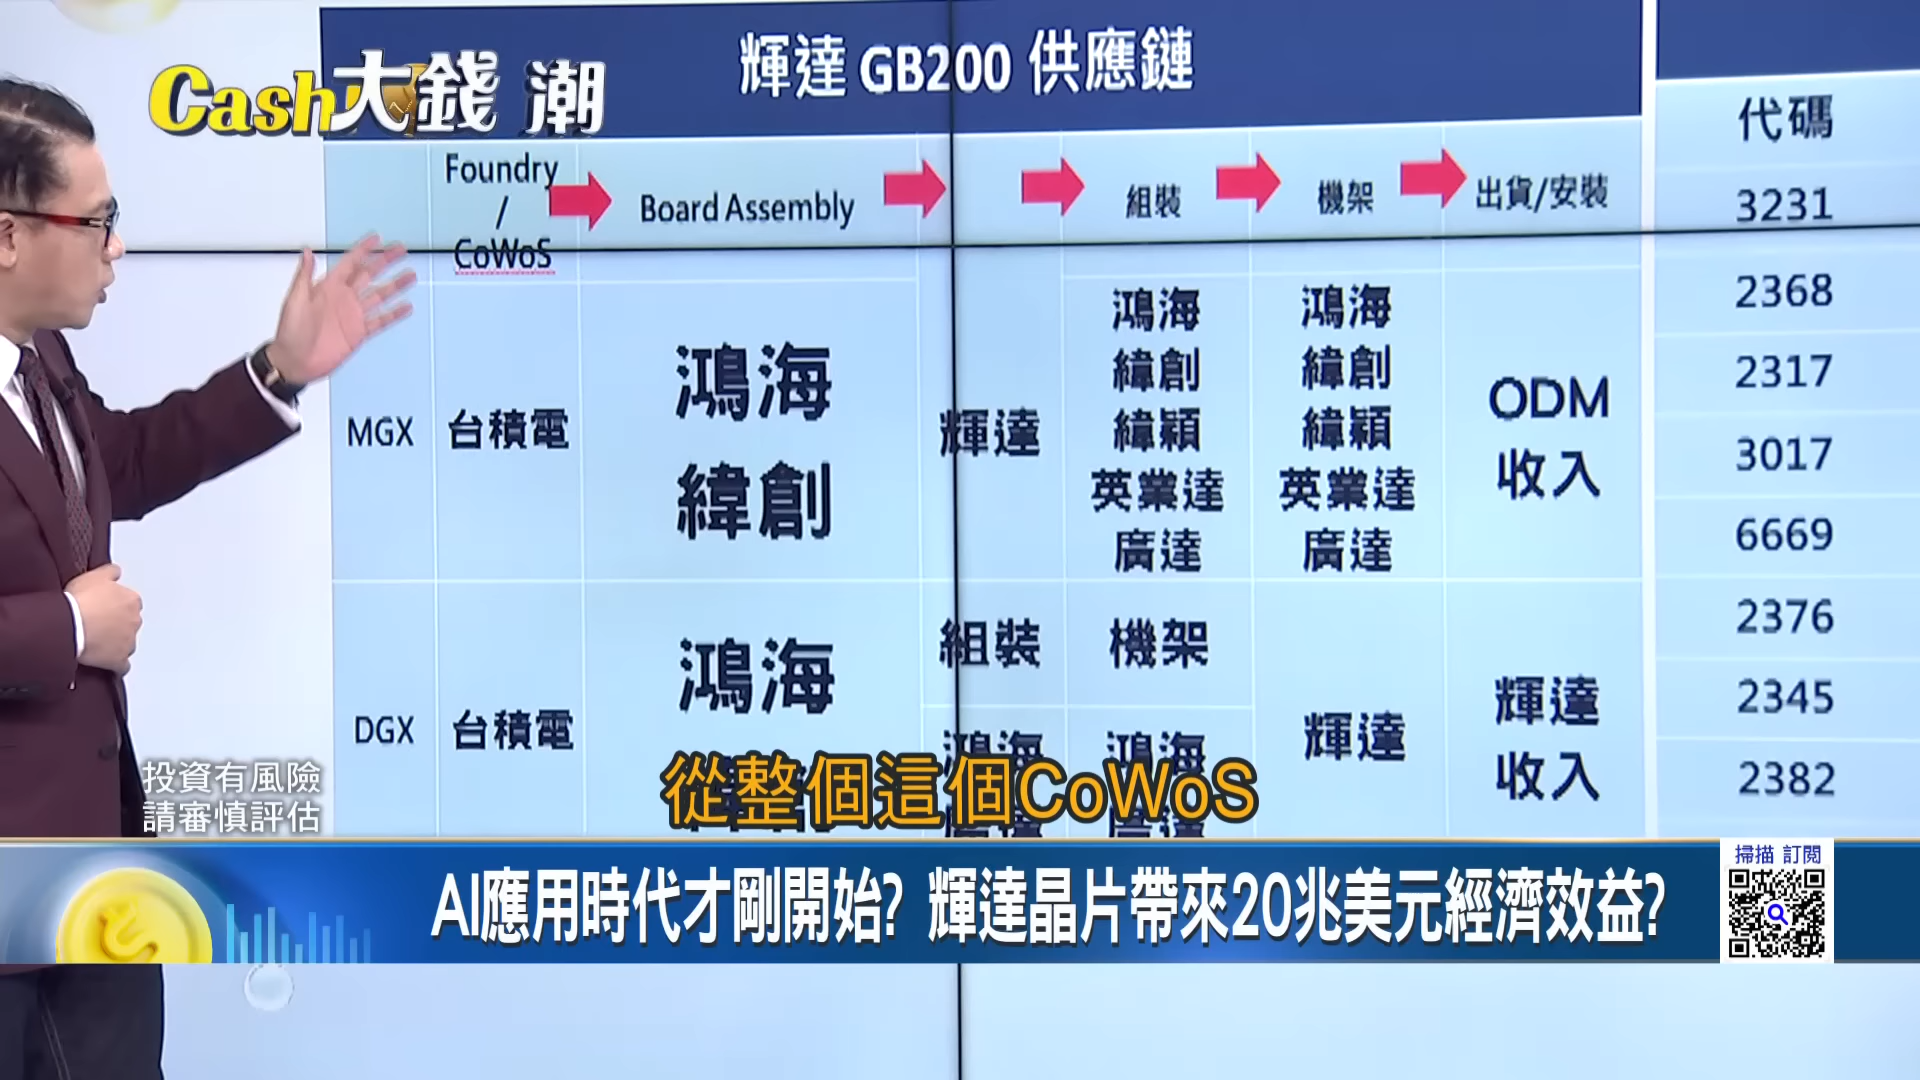 Cash大錢潮
輝達 GB200 供應鏈
Foundry
/
CoWoS
Board Assembly
組裝
機架
出貨/安裝
MGX
台積電
鴻海
緯創
輝達
鴻海
緯創
緯穎
英業達
廣達
鴻海
緯創
緯穎
英業達
廣達
ODM
收入
DGX
台積電
鴻海
組裝
鴻海
機架
鴻海
輝達
輝達
收入
代碼
3231
2368
2317
3017
6669
2376
2345
2382
投資有風險
請審慎評估
從整個這個CoWoS
AI應用時代才剛開始? 輝達晶片帶來20兆美元經濟效益?
掃描 訂閱